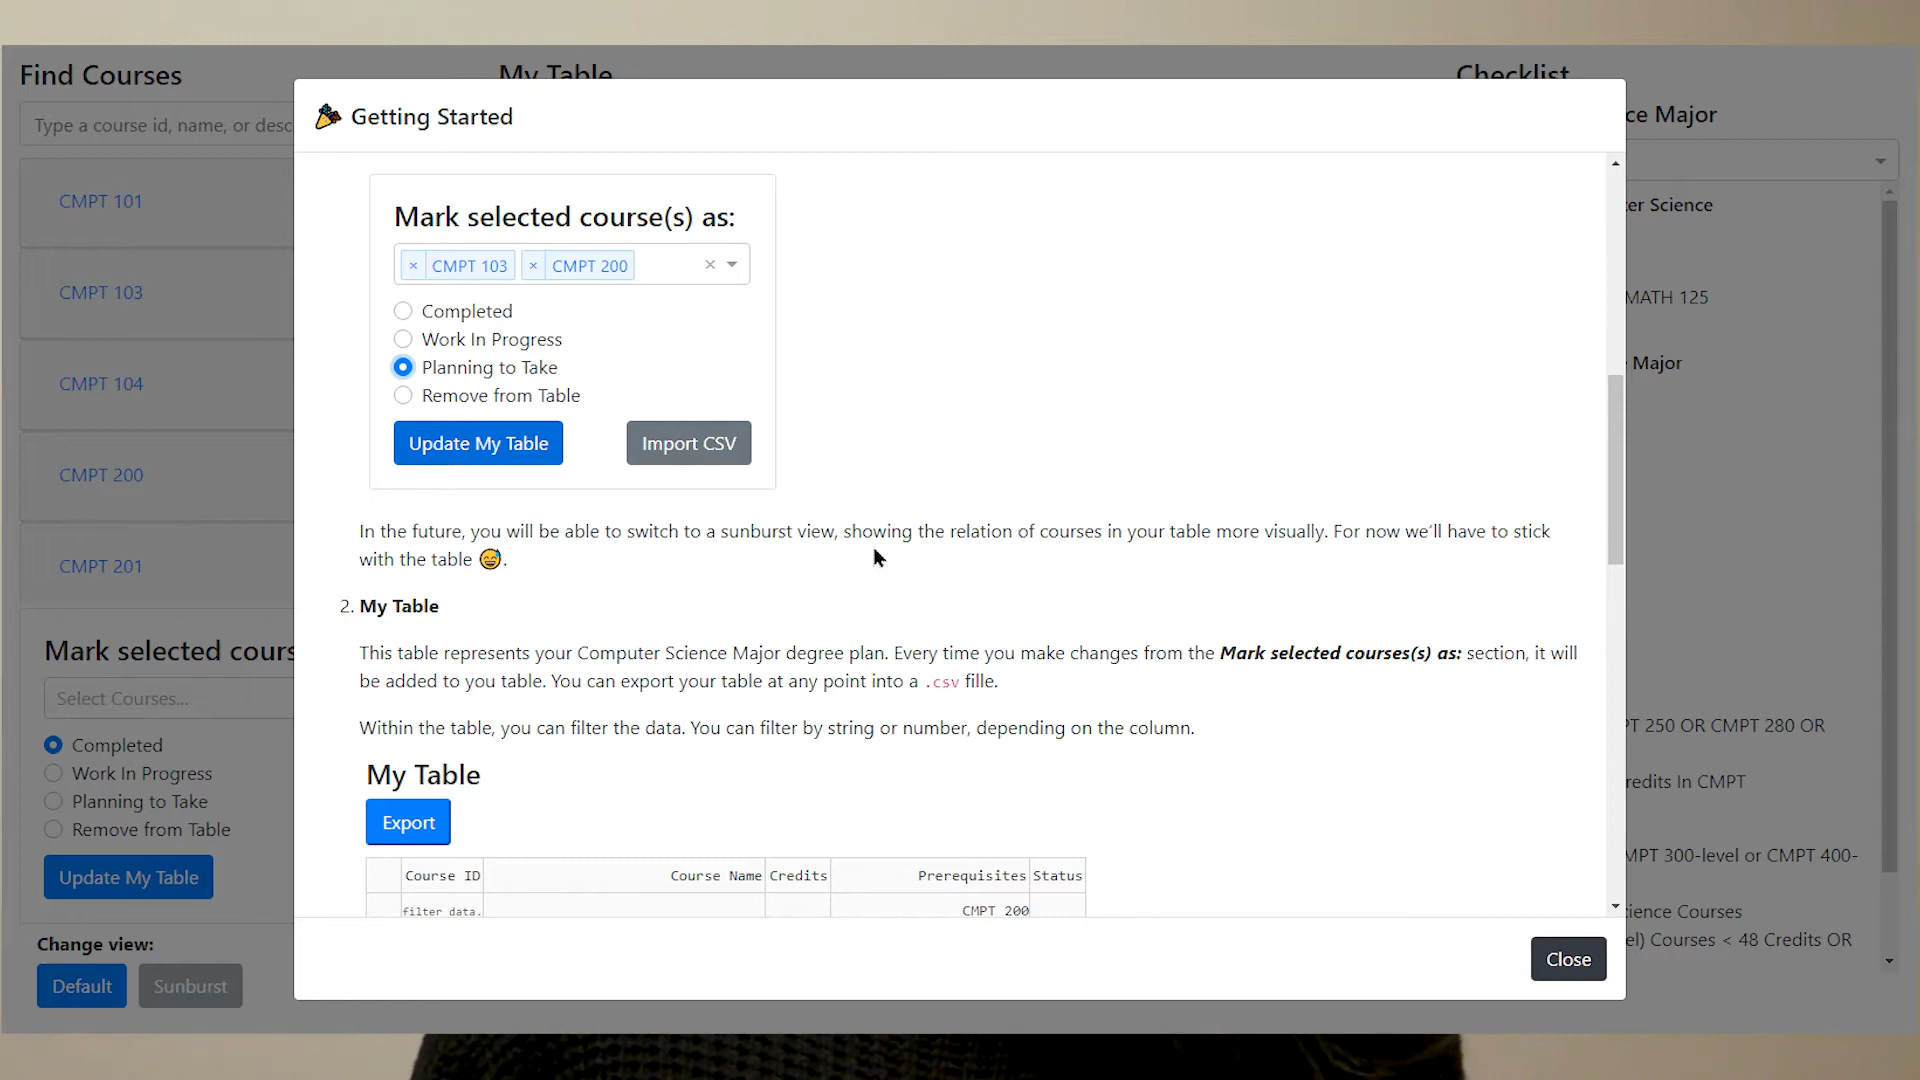 Find Courses
My Table
Checklist
Type a course id, name, or desc
CMPT 101
CMPT 103
CMPT 104
CMPT 200
CMPT 201
Mark selected cours
Select Courses...
Completed
Work In Progress
Planning to Take
Remove from Table
Update My Table
Change view:
Default
Sunburst
Getting Started
Mark selected course(s) as:
× CMPT 103 × CMPT 200
Completed
Work In Progress
Planning to Take
Remove from Table
Update My Table
Import CSV
In the future, you will be able to switch to a sunburst view, showing the relation of courses in your table more visually. For now we'll have to stick
with the table 😅.
2. My Table
This table represents your Computer Science Major degree plan. Every time you make changes from the Mark selected courses(s) as: section, it will
be added to you table. You can export your table at any point into a .csv fille.
Within the table, you can filter the data. You can filter by string or number, depending on the column.
My Table
Export
Course ID Course Name Credits Prerequisites Status
filter data. CMPT 200
Close
ce Major
ter Science
MATH 125
Major
PT 250 OR CMPT 280 OR
redits In CMPT
MPT 300-level or CMPT 400-
ience Courses
el) Courses < 48 Credits OR